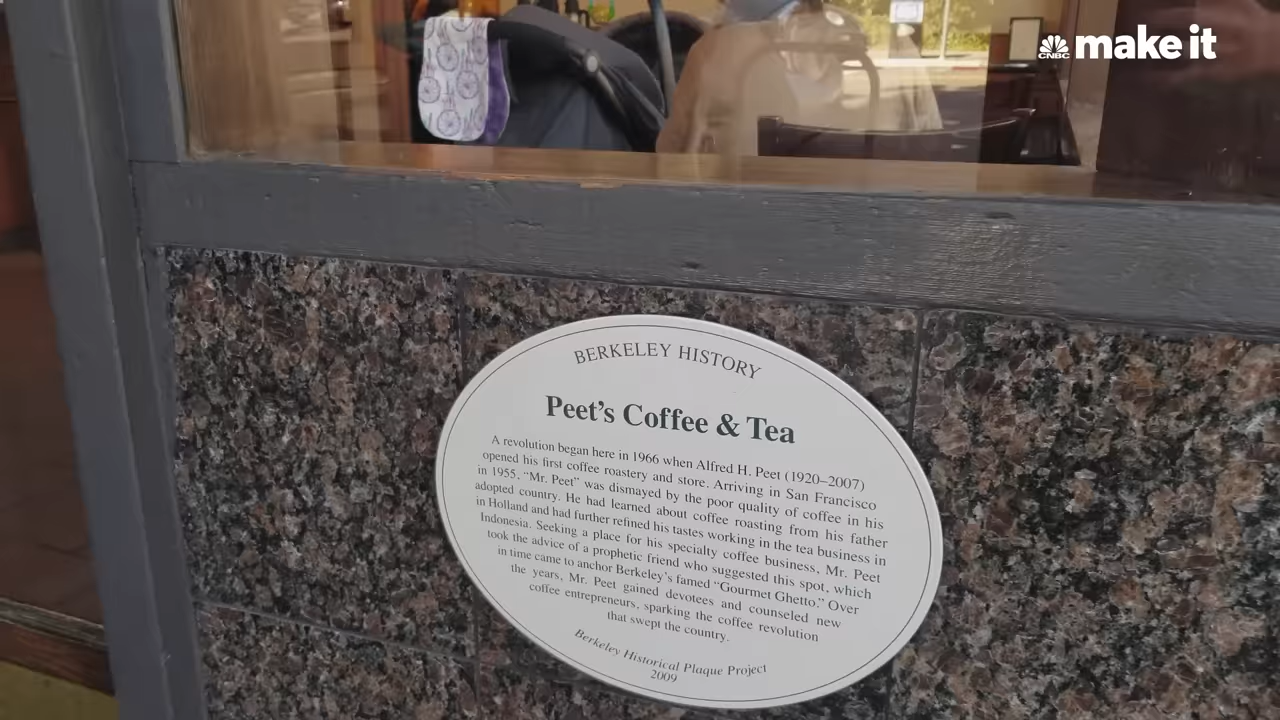 CNBC make it
BERKELEY HISTORY
Peet's Coffee & Tea
A revolution began here in 1966 when Alfred H. Peet (1920–2007)
opened his first coffee roastery and store. Arriving in San Francisco
in 1955, "Mr. Peet" was dismayed by the poor quality of coffee in his
adopted country. He had learned about coffee roasting from his father
in Holland and had further refined his tastes working in the tea business in
Indonesia. Seeking a place for his specialty coffee business, Mr. Peet
took the advice of a prophetic friend who suggested this spot, which
in time came to anchor Berkeley's famed "Gourmet Ghetto." Over
the years, Mr. Peet gained devotees and counseled new
coffee entrepreneurs, sparking the coffee revolution
that swept the country.
Berkeley Historical Plaque Project
2009